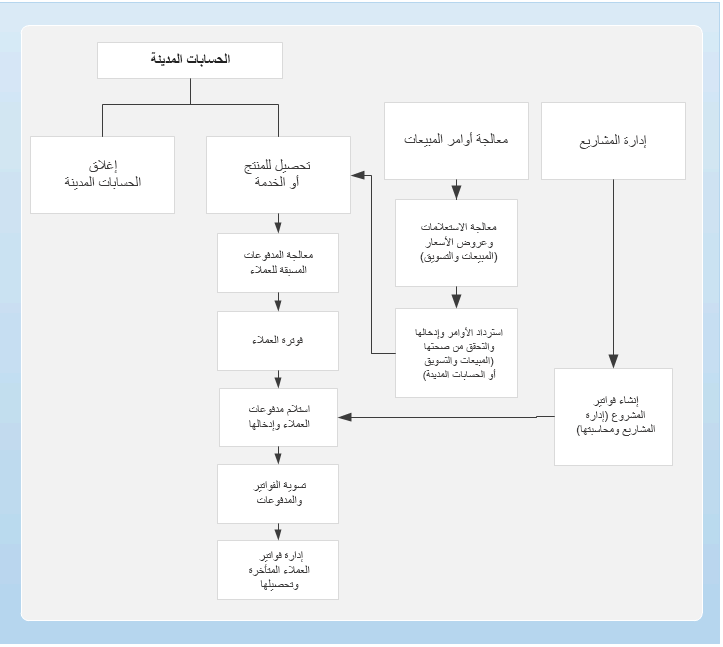 الحسابات المدينة
إدارة المشاريع
معالجة أوامر المبيعات
تحصيل للمنتج
أو الخدمة
إغلاق
الحسابات المدينة
معالجة الاستعلامات
وعروض الأسعار
(المبيعات والتسويق)
معالجة المدفوعات
المسبقة للعملاء
استرداد الأوامر وإدخالها
والتحقق من صحتها
(المبيعات والتسويق
أو الحسابات المدينة)
فوترة العملاء
إنشاء فواتير
المشروع (إدارة
المشاريع ومحاسبتها)
استلام مدفوعات
العملاء وإدخالها
تسوية الفواتير
والمدفوعات
إدارة فواتير
العملاء المتأخرة
وتحصيلها